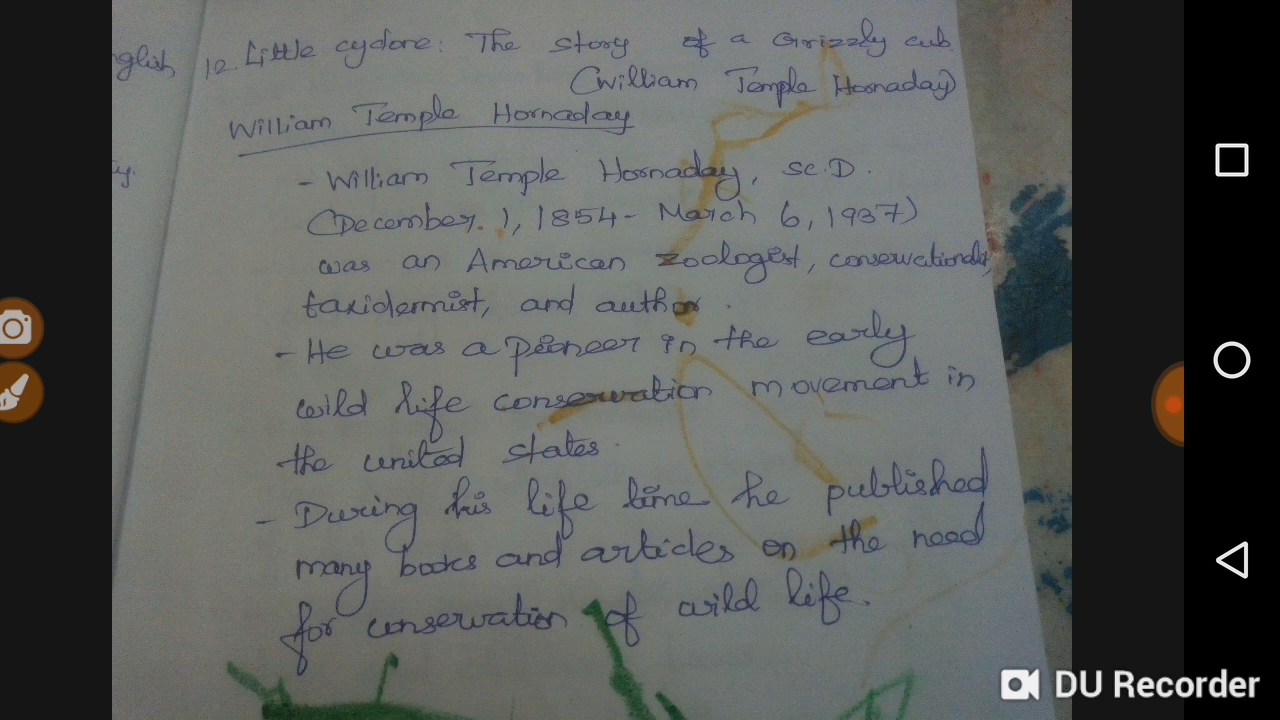 nglish
12. Little cyclone: The story of a Grizzly cub
(William Temple Hornaday)
William Temple Hornaday
- William Temple Hornaday, Sc.D.
(December 1, 1854 - March 6, 1937)
was an American zoologist, conservationalist,
taxidermist, and author.
- He was a pioneer in the early
wild life conservation movement in
the united states.
- During his life time he published
many books and articles on the need
for conservation of wild life.
DU Recorder